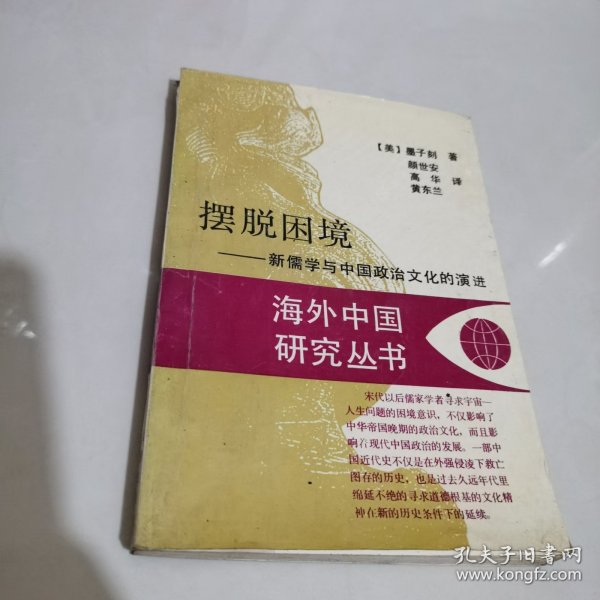 【美】墨子刻 著
颜世安
高华 译
黄东兰
摆脱困境
——新儒学与中国政治文化的演进
海外中国
研究丛书
宋代以后儒家学者寻求宇宙—
人生问题的困境意识，不仅影响了
中华帝国晚期的政治文化，而且影
响着现代中国政治的发展。一部中
国近代史不仅是在外强侵凌下救亡
图存的历史，也是过去久远年代里
绵延不绝的寻求道德根基的文化精
神在新的历史条件下的延续。
孔夫子旧书网
www.kongfz.com